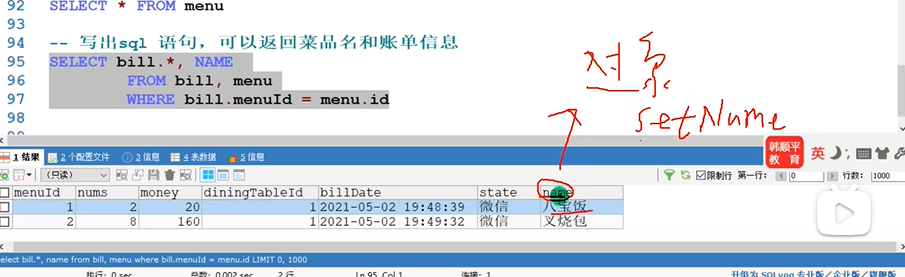 92 SELECT * FROM menu
93
94 -- 写出sql 语句，可以返回菜品名和账单信息
95 SELECT bill.*, NAME
96 FROM bill, menu
97 WHERE bill.menuId = menu.id
98
对象
setName
韩顺平
教育
英
1 结果 2 个配置文件 3 信息 4 表数据 5 信息
(只读) 限制行 第一行: 0 行数: 1000
menuId nums money diningTableId billDate state name
1 2 20 1 2021-05-02 19:48:39 微信 八宝饭
2 8 160 1 2021-05-02 19:49:32 微信 叉烧包
select bill.*, name from bill, menu where bill.menuId = menu.id LIMIT 0, 1000
执行: 0 sec 总数: 0.002 sec 2 行 Ln 95, Col 1 连接: 1 升级为 SQLyog 专业版/企业版/旗舰版